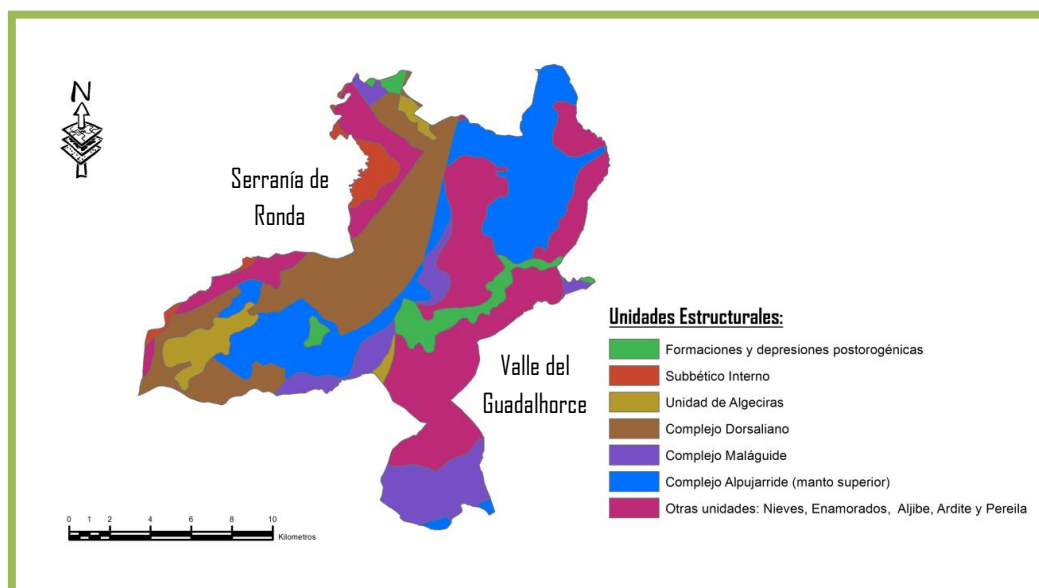 N
Serranía de
Ronda
Valle del
Guadalhorce
Unidades Estructurales:
Formaciones y depresiones postorogénicas
Subbético Interno
Unidad de Algeciras
Complejo Dorsaliano
Complejo Maláguide
Complejo Alpujarride (manto superior)
Otras unidades: Nieves, Enamorados, Aljibe, Ardite y Pereila
0 1 2 4 6 8 10
Kilometros